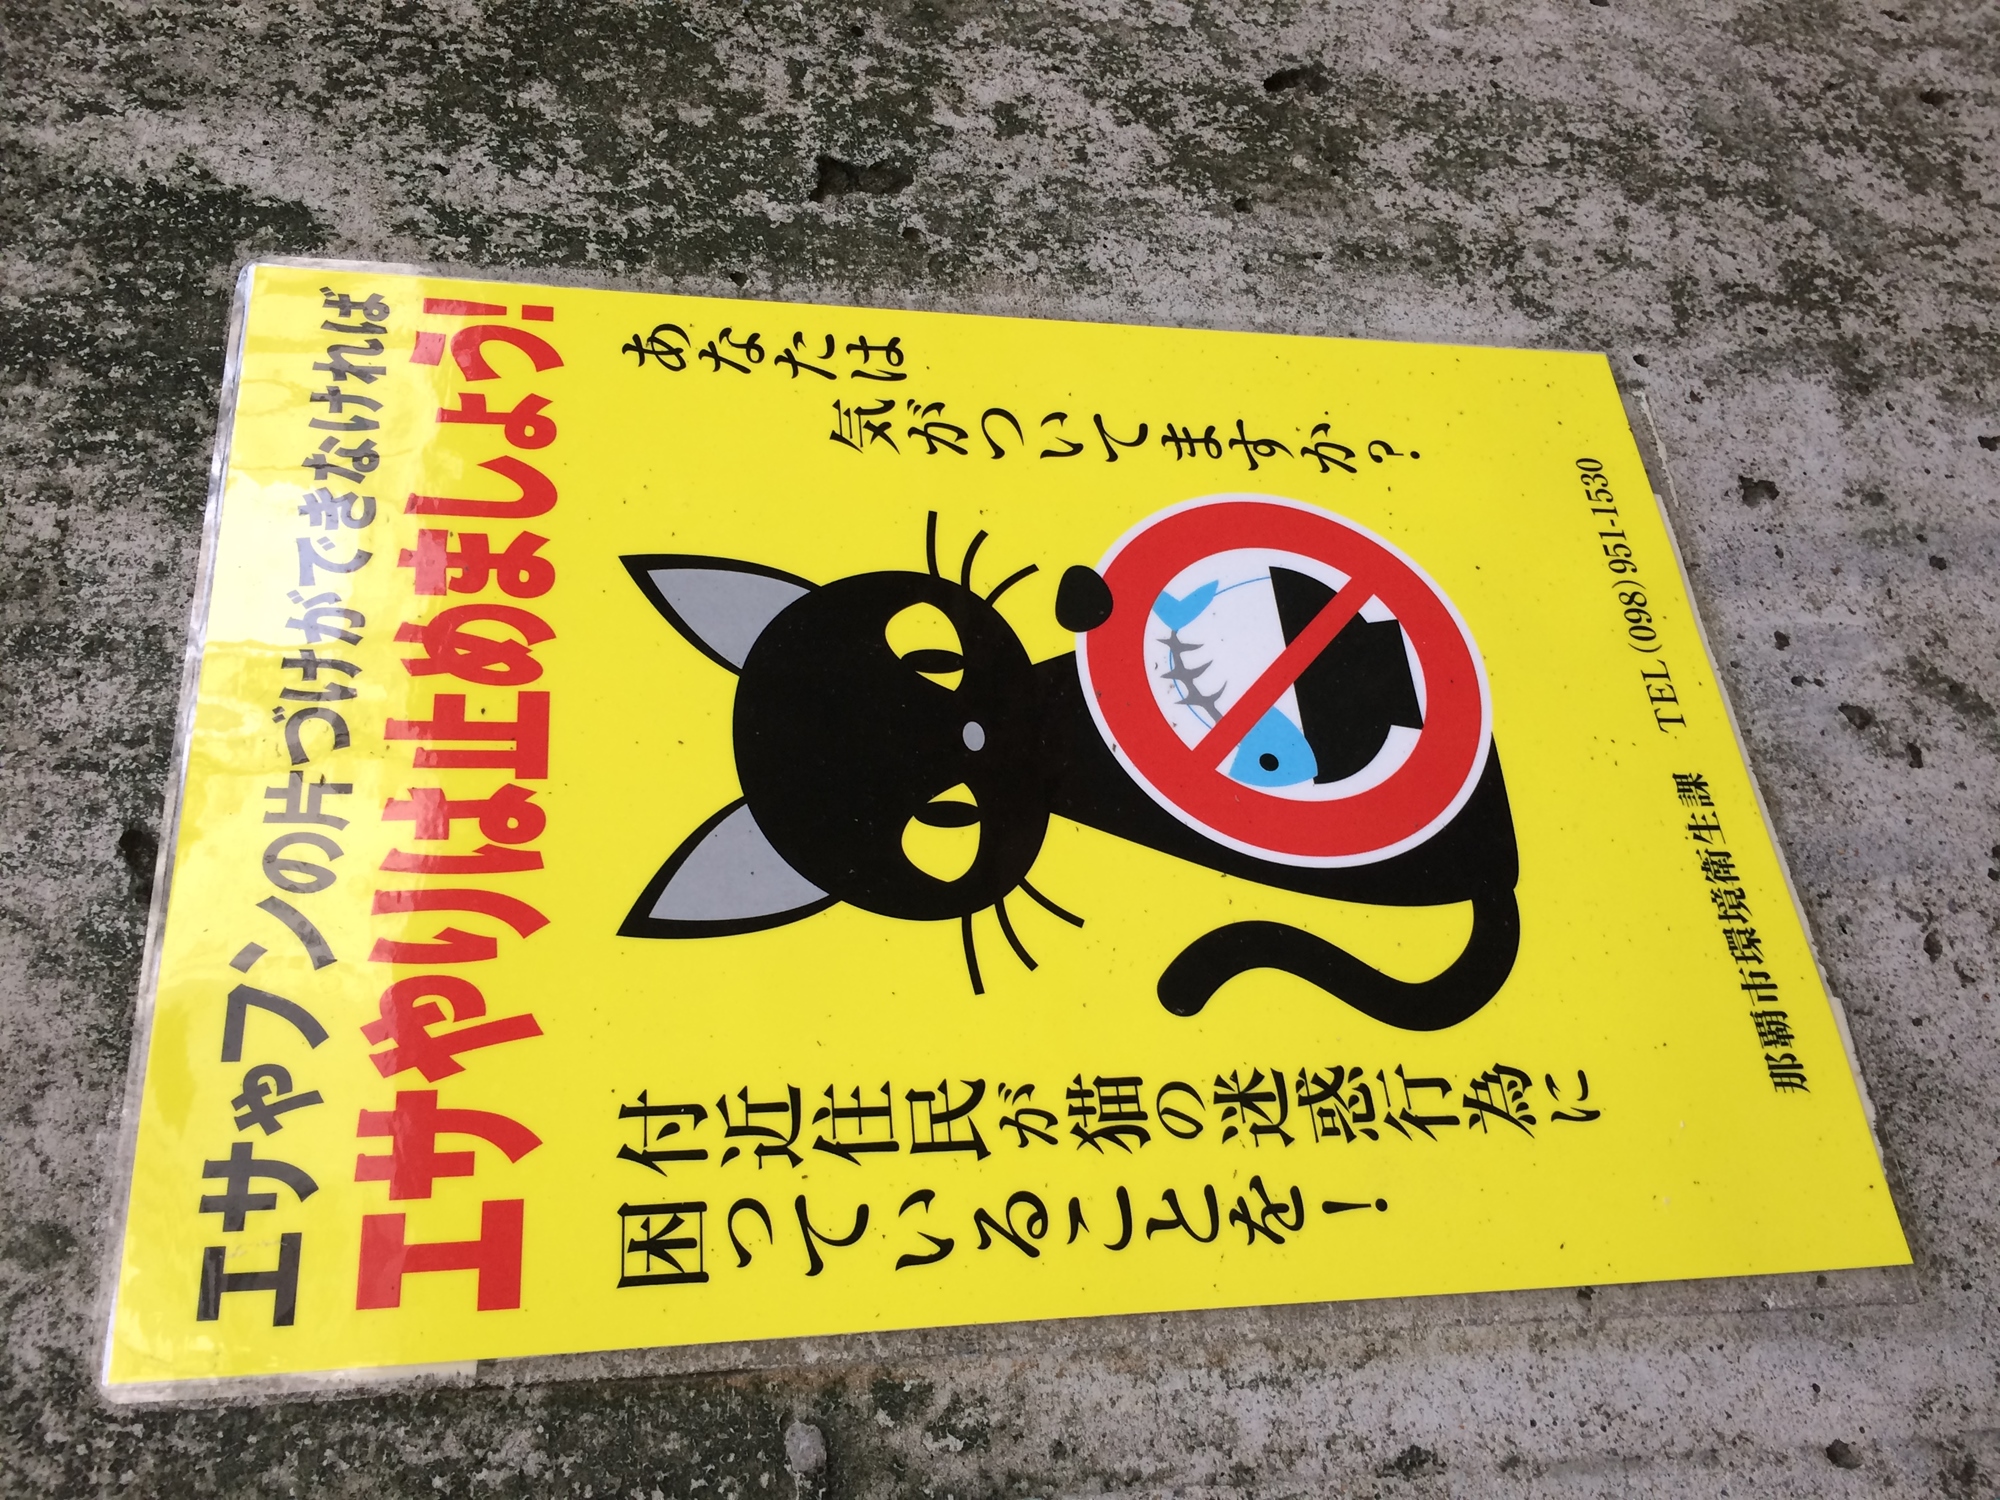 エサやフンの片づけができなければ
エサやりは止めましょう!
あなたは
気がついてますか?
付近住民が猫の迷惑行為に
困っていることを!
那覇市環境衛生課 TEL(098)951-1530